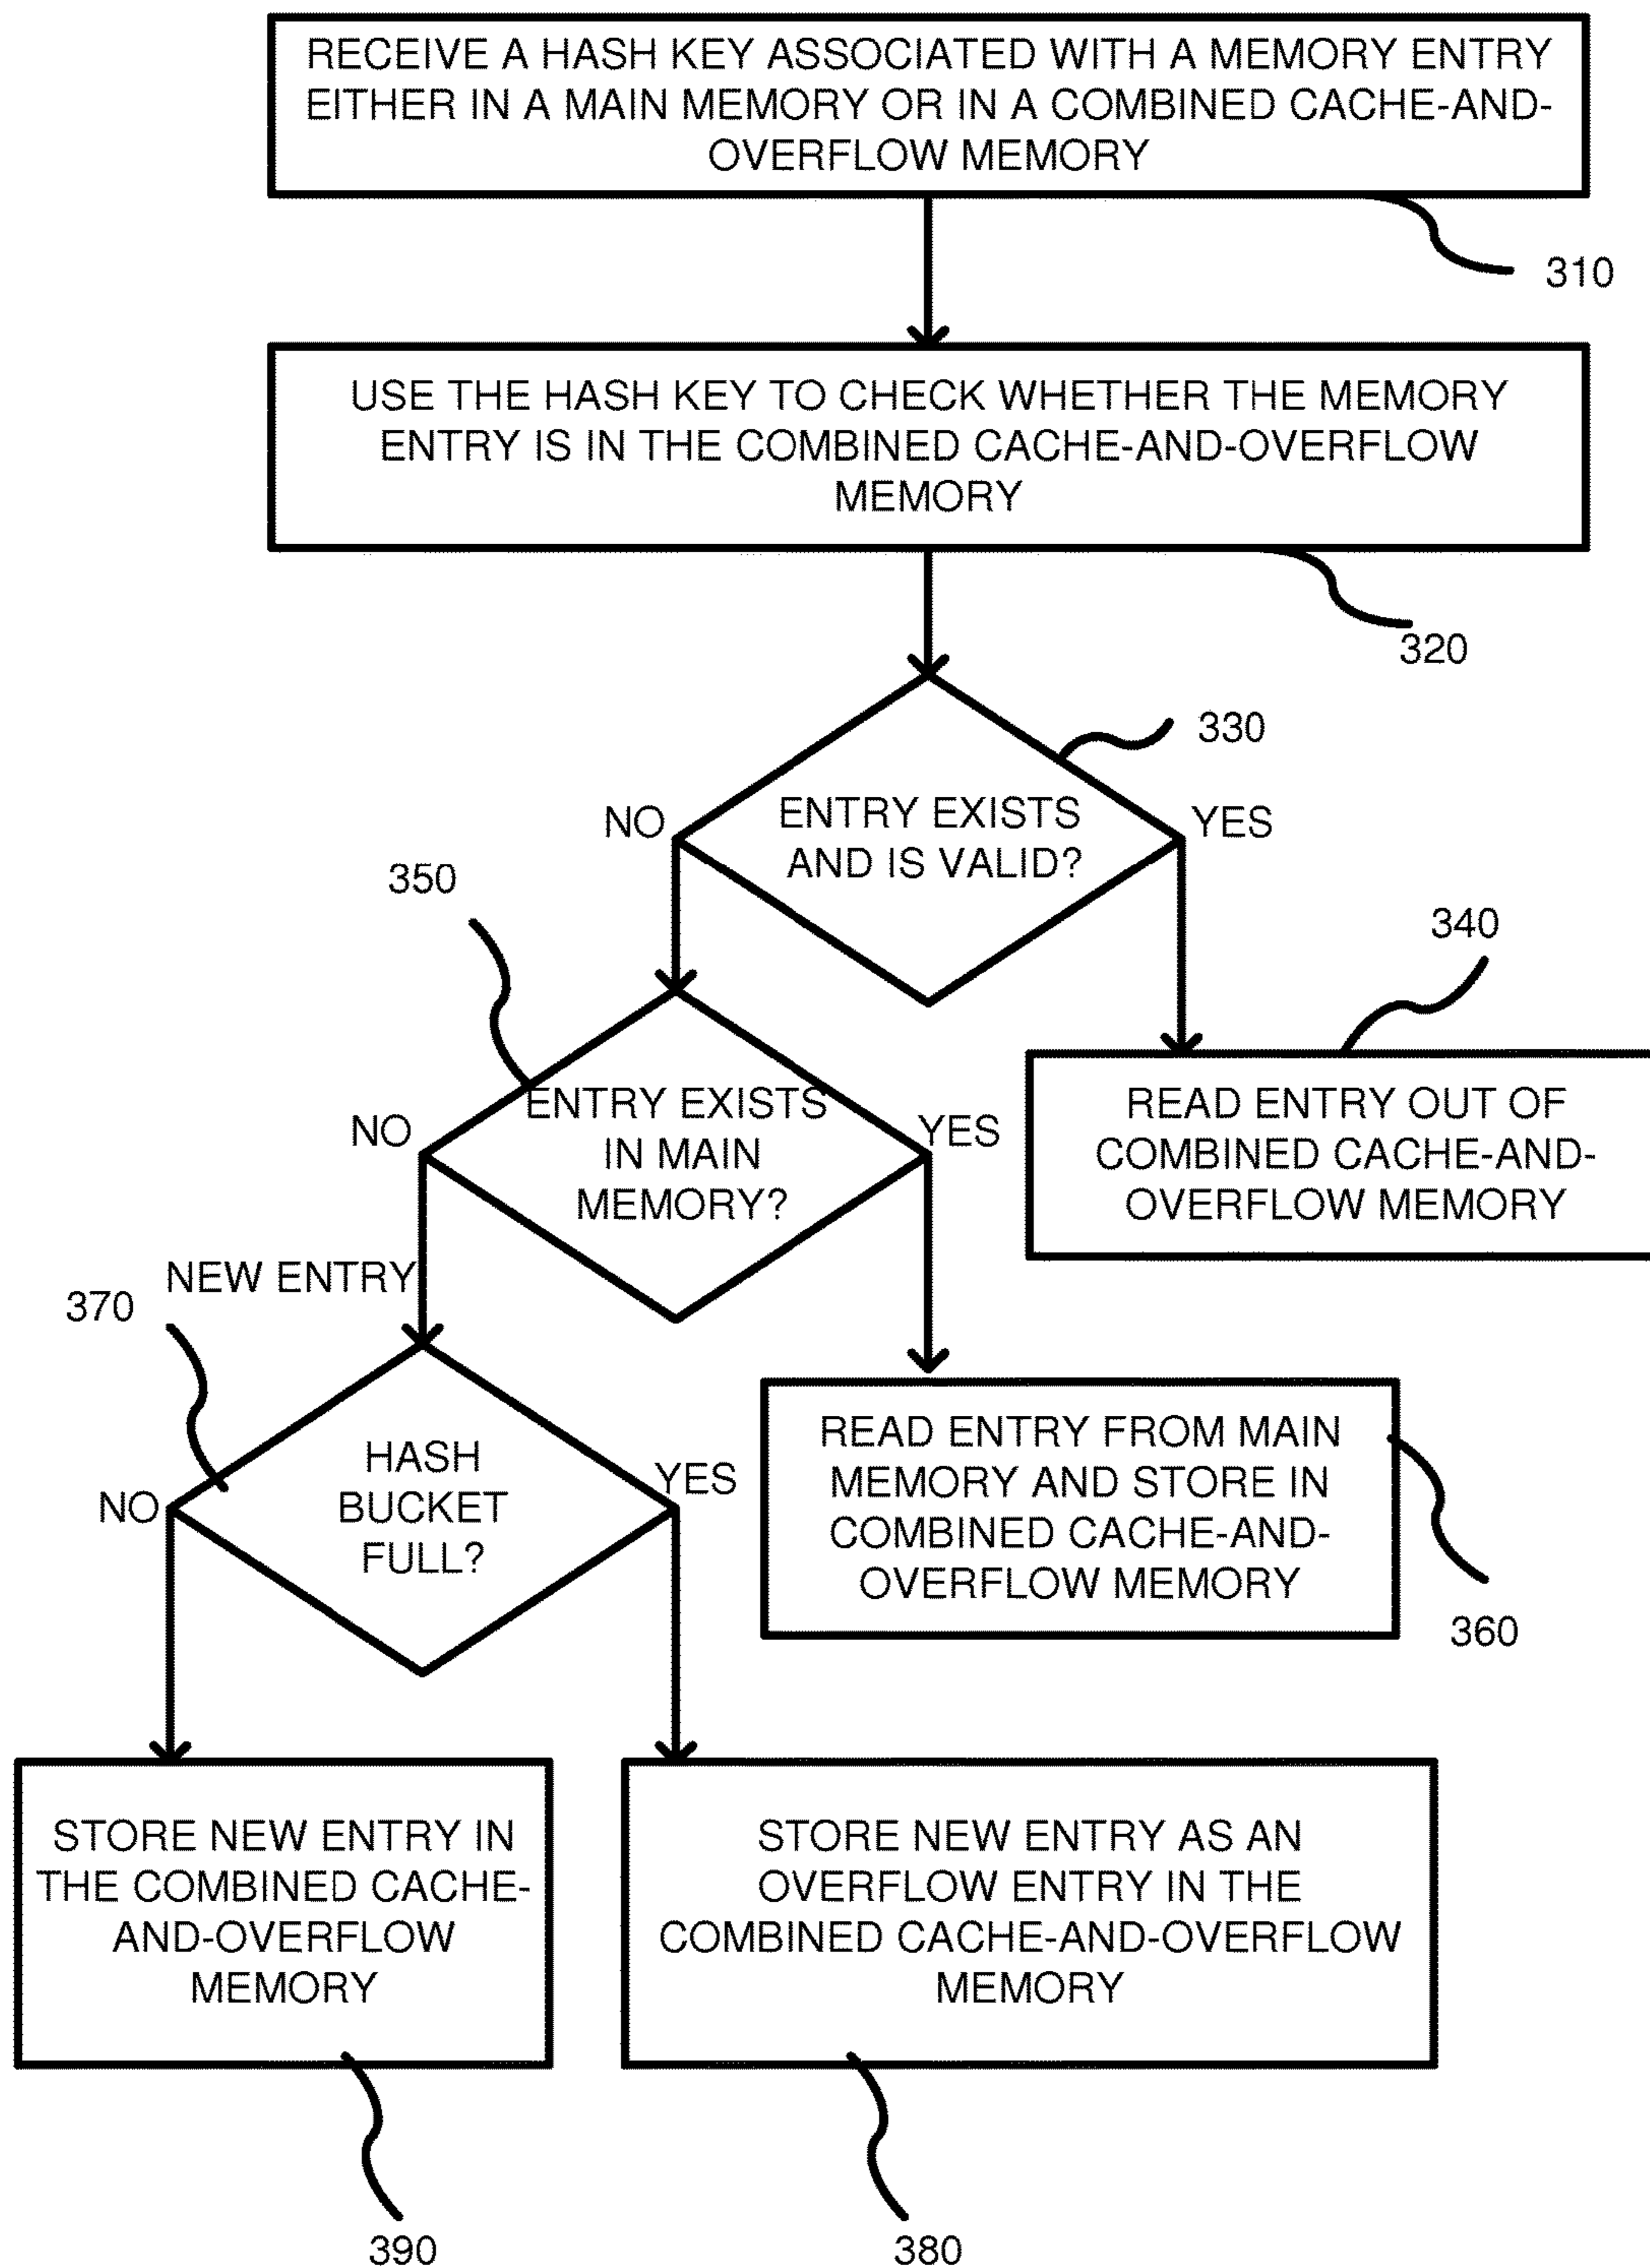 RECEIVE A HASH KEY ASSOCIATED WITH A MEMORY ENTRY
EITHER IN A MAIN MEMORY OR IN A COMBINED CACHE-AND-
OVERFLOW MEMORY
310
USE THE HASH KEY TO CHECK WHETHER THE MEMORY
ENTRY IS IN THE COMBINED CACHE-AND-OVERFLOW
MEMORY
320
330
NO
ENTRY EXISTS
AND IS VALID?
YES
350
340
ENTRY EXISTS
IN MAIN
MEMORY?
NO
YES
READ ENTRY OUT OF
COMBINED CACHE-AND-
OVERFLOW MEMORY
NEW ENTRY
370
HASH
BUCKET
FULL?
NO
YES
READ ENTRY FROM MAIN
MEMORY AND STORE IN
COMBINED CACHE-AND-
OVERFLOW MEMORY
360
STORE NEW ENTRY IN
THE COMBINED CACHE-
AND-OVERFLOW
MEMORY
STORE NEW ENTRY AS AN
OVERFLOW ENTRY IN THE
COMBINED CACHE-AND-OVERFLOW
MEMORY
390
380